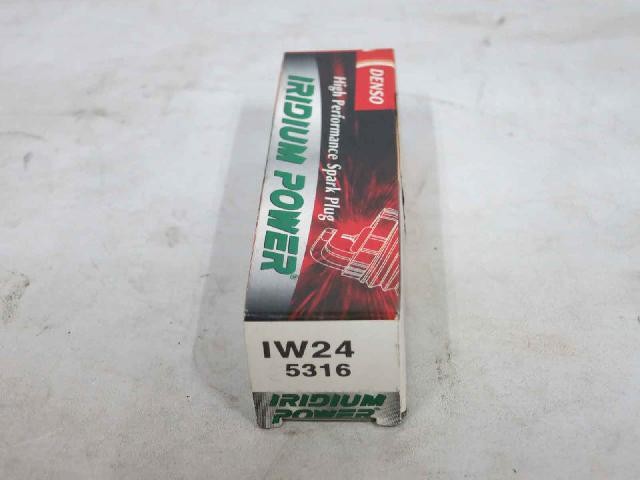 DENSO
High Performance Spark Plug
IRIDIUM POWER®
IW24
5316
IRIDIUM
POWER